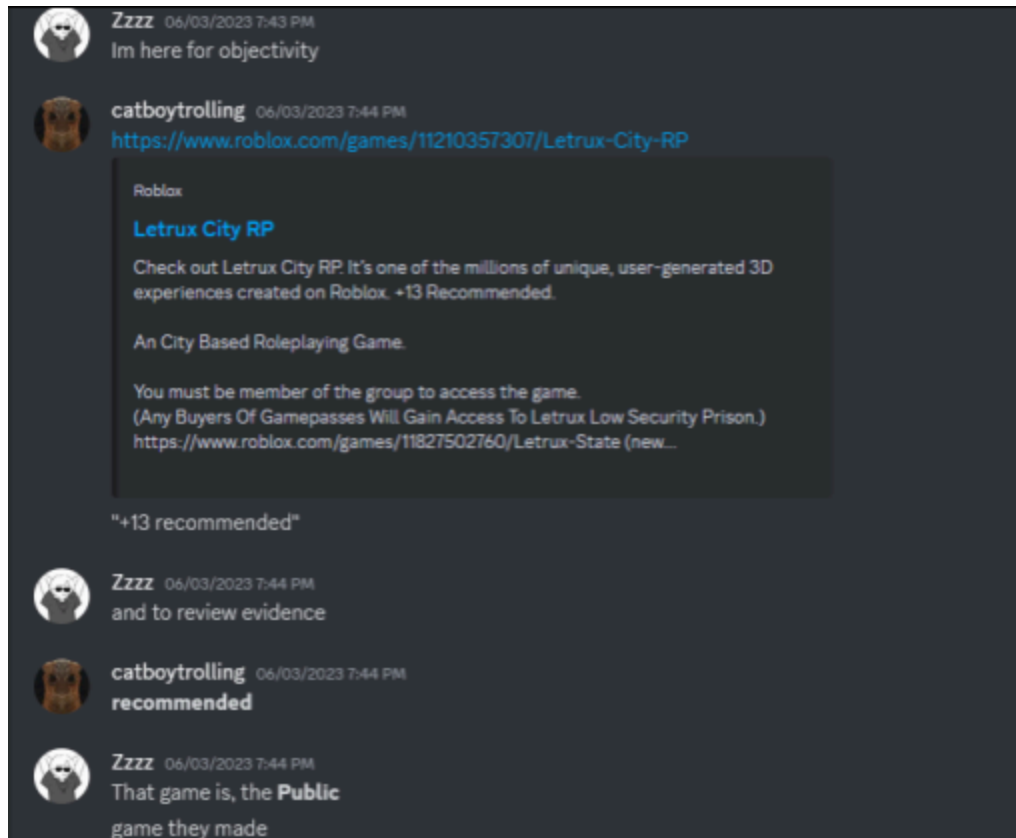 Zzzz 06/03/2023 7:43 PM
Im here for objectivity
catboytrolling 06/03/2023 7:44 PM
https://www.roblox.com/games/11210357307/Letrux-City-RP
Roblox
Letrux City RP
Check out Letrux City RP. It's one of the millions of unique, user-generated 3D
experiences created on Roblox. +13 Recommended.
An City Based Roleplaying Game.
You must be member of the group to access the game.
(Any Buyers Of Gamepasses Will Gain Access To Letrux Low Security Prison.)
https://www.roblox.com/games/11827502760/Letrux-State (new...
"+13 recommended"
Zzzz 06/03/2023 7:44 PM
and to review evidence
catboytrolling 06/03/2023 7:44 PM
recommended
Zzzz 06/03/2023 7:44 PM
That game is, the Public
game they made